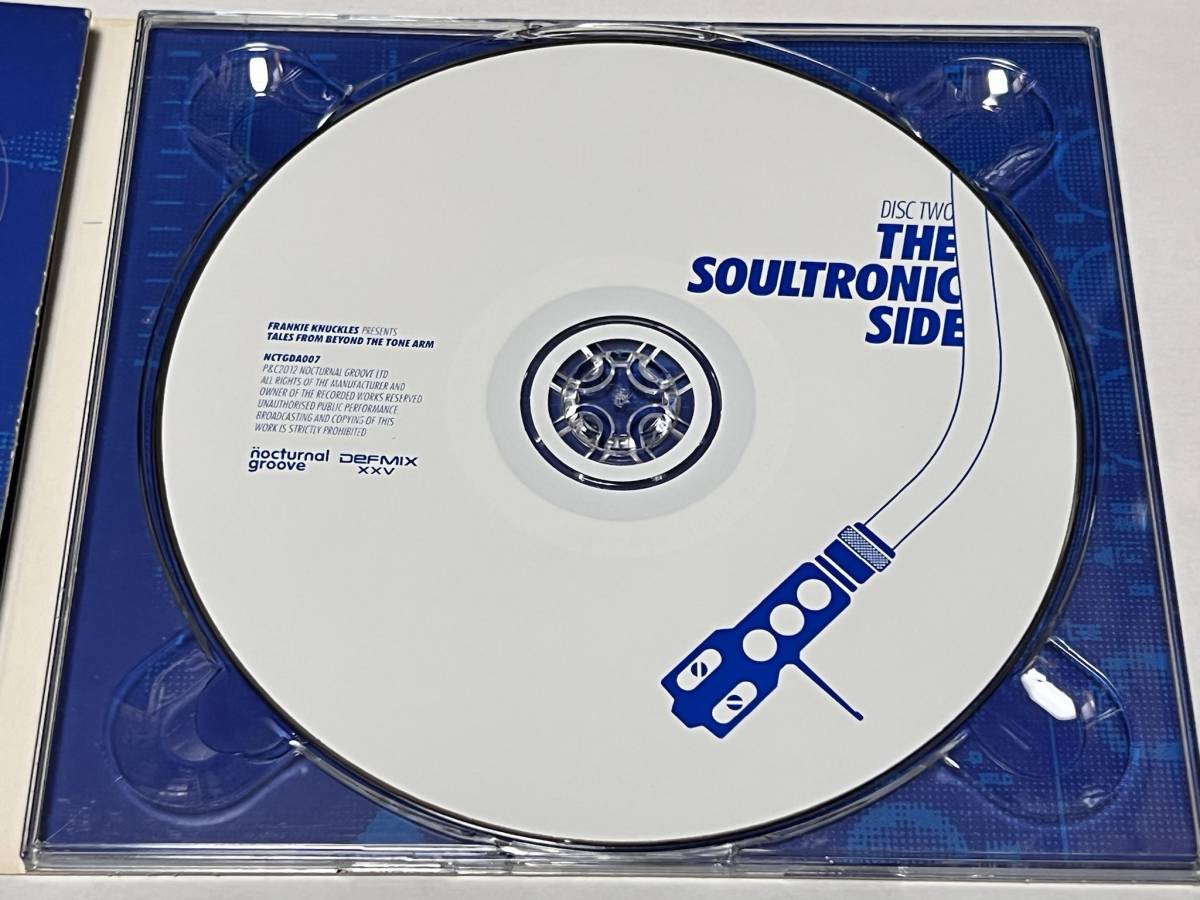 DISC TWO
THE
SOULTRONIC
SIDE
FRANKIE KNUCKLES PRESENTS
TALES FROM BEYOND THE TONE ARM
NCTGDA007
P&C2012 NOCTURNAL GROOVE LTD
ALL RIGHTS OF THE MANUFACTURER AND
OWNER OF THE RECORDED WORKS RESERVED
UNAUTHORISED PUBLIC PERFORMANCE,
BROADCASTING AND COPYING OF THIS
WORK IS STRICTLY PROHIBITED
nocturnal
groove
DEFMIX
XXV